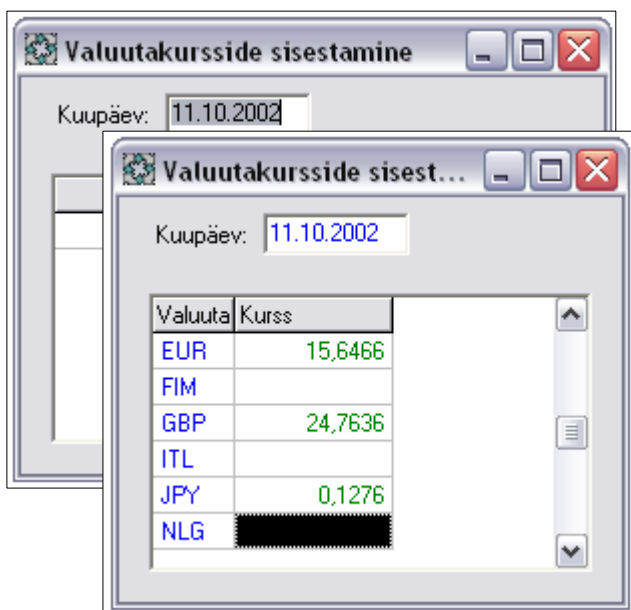 Valuutakursside sisestamine
Kuupäev: 11.10.2002
Valuutakursside sisest...
Kuupäev: 11.10.2002
Valuuta Kurss
EUR 15,6466
FIM
GBP 24,7636
ITL
JPY 0,1276
NLG